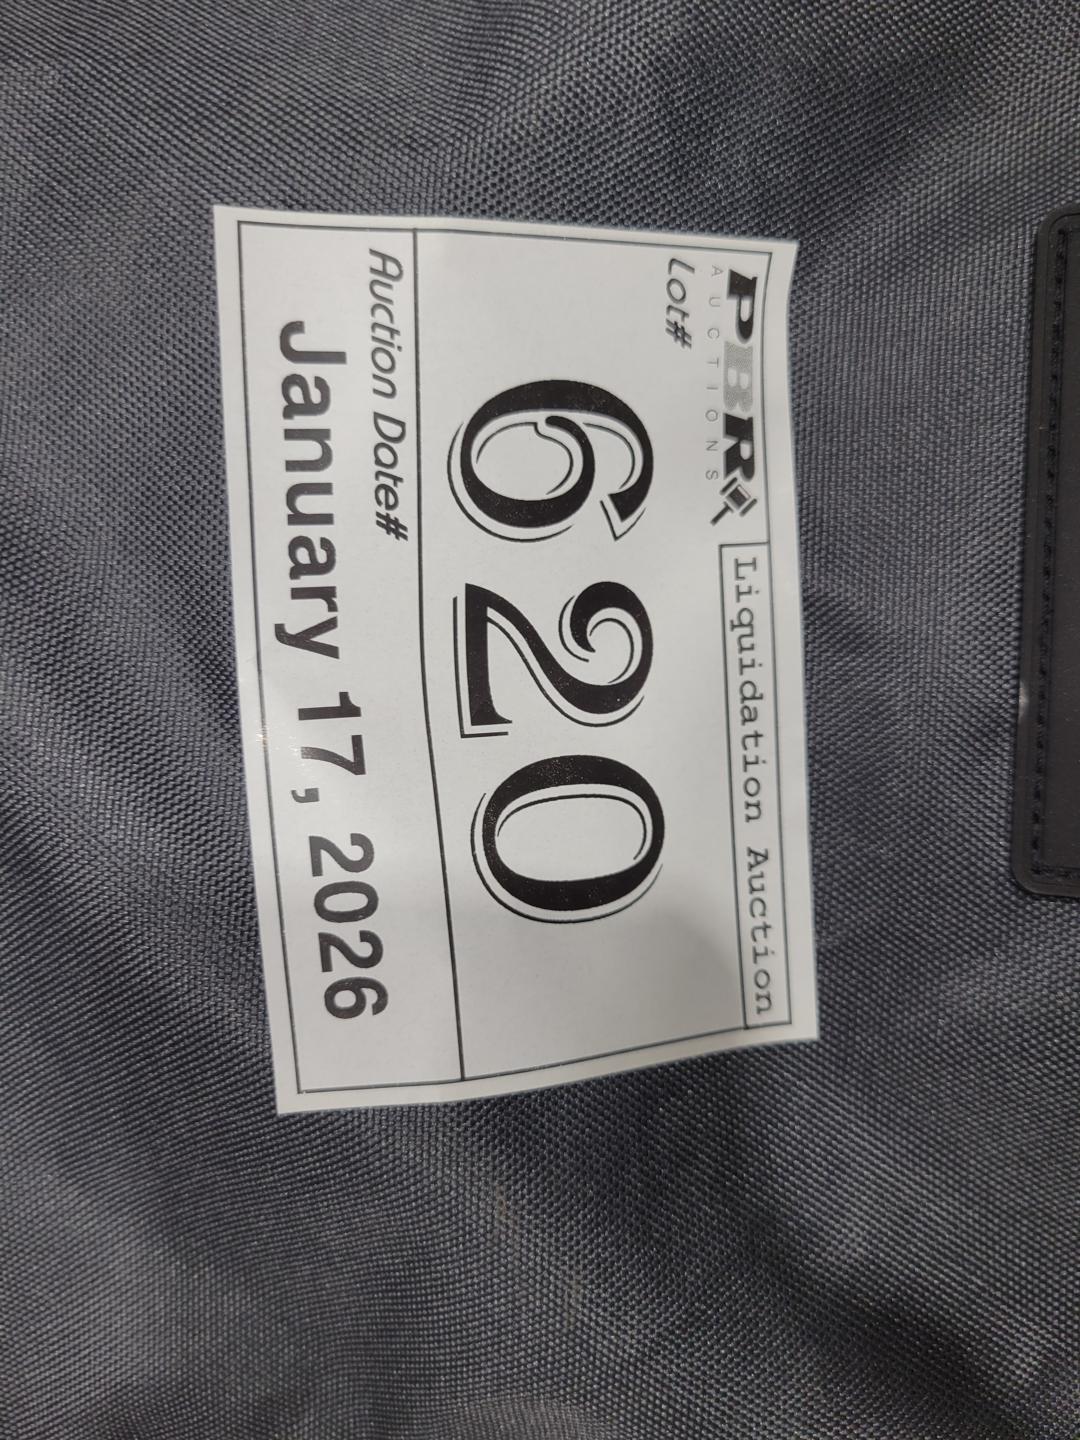 PBR
AUCTIONS
Liquidation Auction
Lot#
620
Auction Date#
January 17, 2026